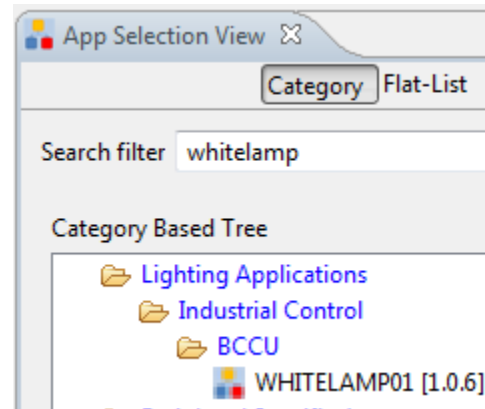 App Selection View
Category Flat-List
Search filter whitelamp
Category Based Tree
Lighting Applications
Industrial Control
BCCU
WHITELAMP01 [1.0.6]